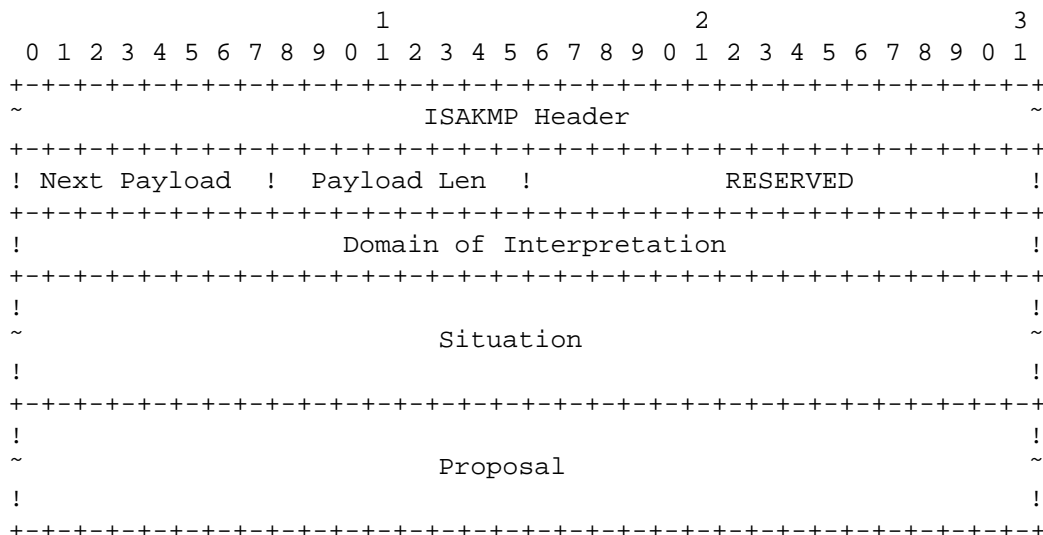 1                   2                   3
    0 1 2 3 4 5 6 7 8 9 0 1 2 3 4 5 6 7 8 9 0 1 2 3 4 5 6 7 8 9 0 1
   +-+-+-+-+-+-+-+-+-+-+-+-+-+-+-+-+-+-+-+-+-+-+-+-+-+-+-+-+-+-+-+-+
   ~                          ISAKMP Header                        ~
   +-+-+-+-+-+-+-+-+-+-+-+-+-+-+-+-+-+-+-+-+-+-+-+-+-+-+-+-+-+-+-+-+
   ! Next Payload  !  Payload Len  !            RESERVED           !
   +-+-+-+-+-+-+-+-+-+-+-+-+-+-+-+-+-+-+-+-+-+-+-+-+-+-+-+-+-+-+-+-+
   !                    Domain of Interpretation                   !
   +-+-+-+-+-+-+-+-+-+-+-+-+-+-+-+-+-+-+-+-+-+-+-+-+-+-+-+-+-+-+-+-+
   !                                                               !
   ~                          Situation                            ~
   !                                                               !
   +-+-+-+-+-+-+-+-+-+-+-+-+-+-+-+-+-+-+-+-+-+-+-+-+-+-+-+-+-+-+-+-+
   !                                                               !
   ~                          Proposal                             ~
   !                                                               !
   +-+-+-+-+-+-+-+-+-+-+-+-+-+-+-+-+-+-+-+-+-+-+-+-+-+-+-+-+-+-+-+-+